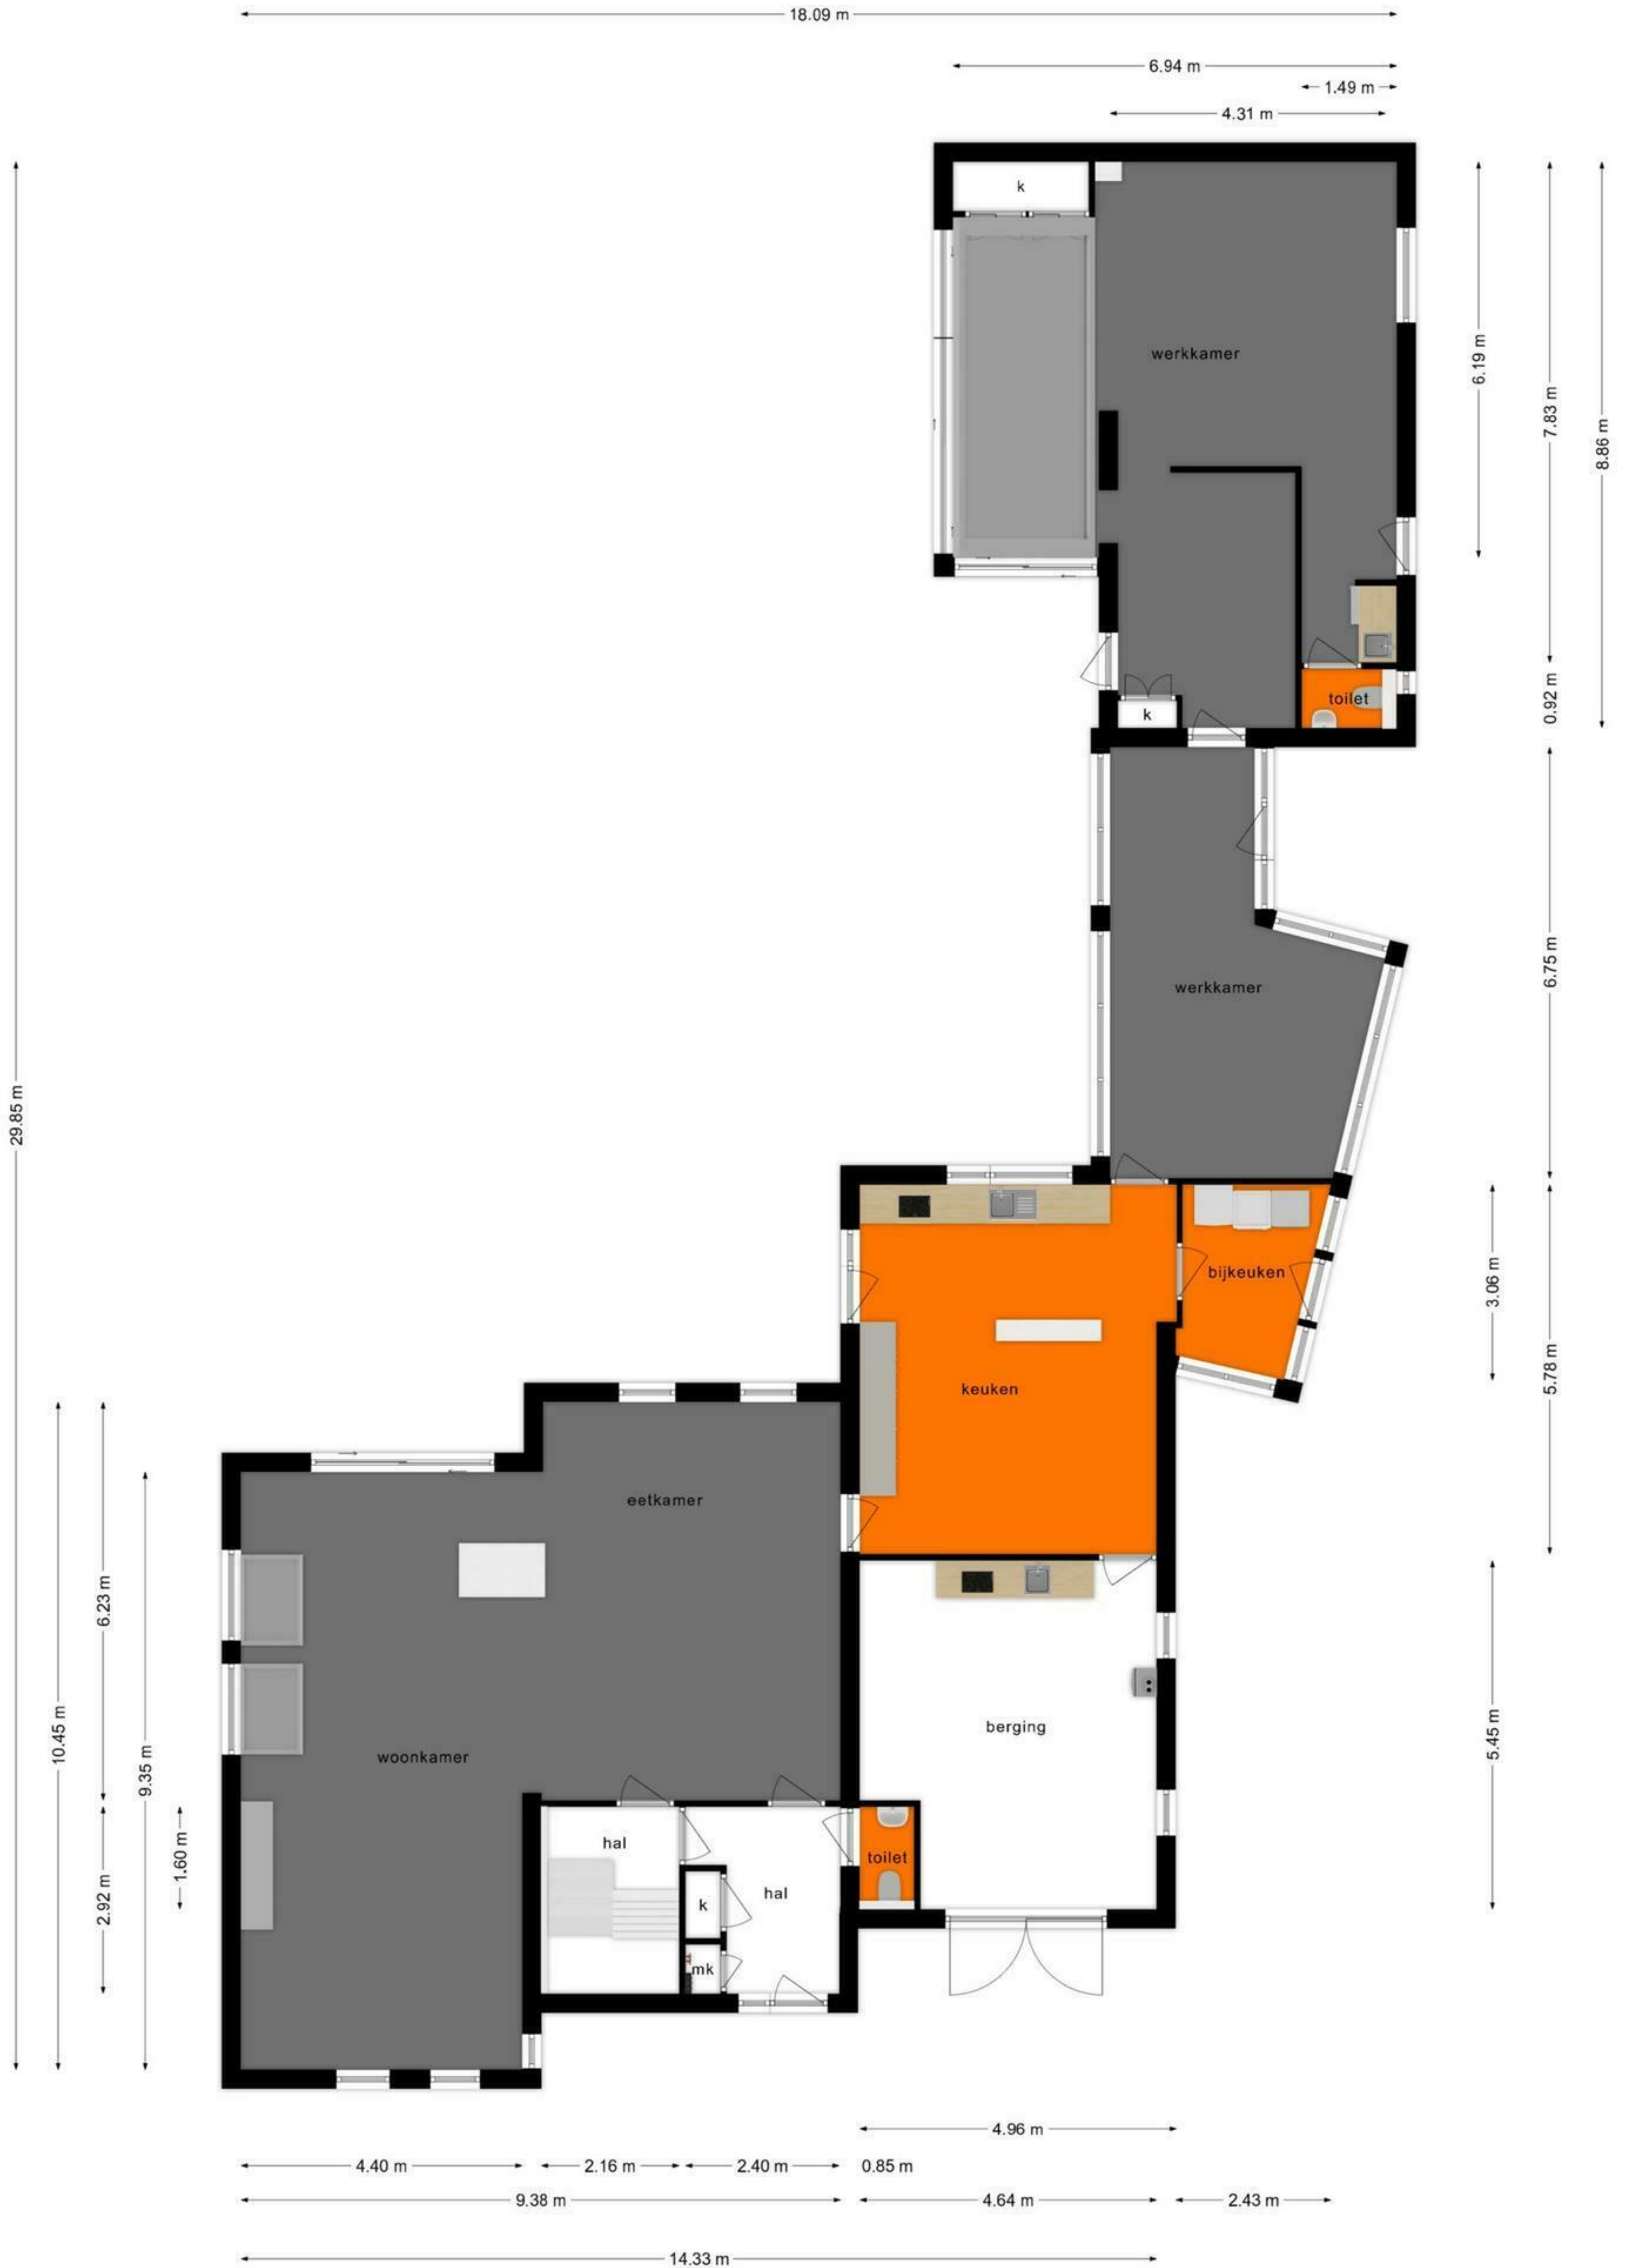 18.09 m
6.94 m
1.49 m
4.31 m
k
werkkamer
6.19 m
7.83 m
8.86 m
toilet
0.92 m
k
werkkamer
6.75 m
29.85 m
bijkeuken
3.06 m
keuken
5.78 m
eetkamer
6.23 m
10.45 m
9.35 m
berging
5.45 m
woonkamer
hal
toilet
1.60 m
2.92 m
k
hal
mk
4.96 m
4.40 m
2.16 m
2.40 m
0.85 m
9.38 m
4.64 m
2.43 m
14.33 m